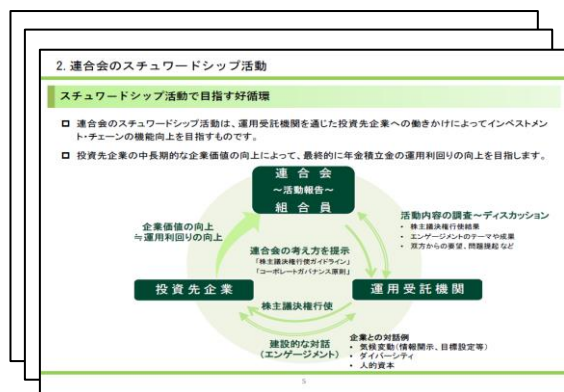 2. 連合会のスチュワードシップ活動
スチュワードシップ活動で目指す好循環
連合会のスチュワードシップ活動は、運用受託機関を通じた投資先企業への働きかけによってインベストメン
ト・チェーンの機能向上を目指すものです。
投資先企業の中長期的な企業価値の向上によって、最終的に年金積立金の運用利回りの向上を目指します。
連合会
~活動報告~
組合員
企業価値の向上
≒運用利回りの向上
活動内容の調査~ディスカッション
• 株主議決権行使結果
• エンゲージメントのテーマや成果
• 双方からの要望、問題提起など
連合会の考え方を提示
「株主議決権行使ガイドライン」
「コーポレートガバナンス原則」
投資先企業
運用受託機関
株主議決権行使
建設的な対話
(エンゲージメント)
企業との対話例
• 気候変動(情報開示、目標設定等)
• ダイバーシティ
• 人的資本
5